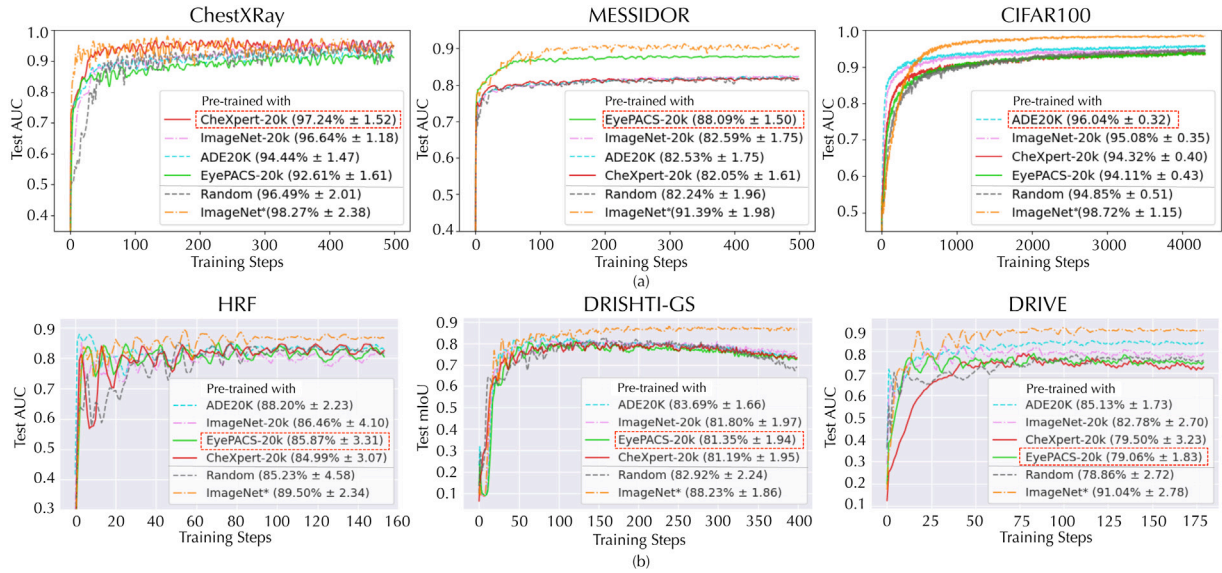 ChestXRay
Test AUC
1.0
0.9
0.8
0.7
0.6
0.5
0.4
Pre-trained with
CheXpert-20k (97.24% ± 1.52)
ImageNet-20k (96.64% ± 1.18)
ADE20K (94.44% ± 1.47)
EyePACS-20k (92.61% ± 1.61)
Random (96.49% ± 2.01)
ImageNet*(98.27% ± 2.38)
0 100 200 300 400 500
Training Steps
MESSIDOR
Test AUC
0.9
0.8
0.7
0.6
0.5
0.4
Pre-trained with
EyePACS-20k (88.09% ± 1.50)
ImageNet-20k (82.59% ± 1.75)
ADE20K (82.53% ± 1.75)
CheXpert-20k (82.05% ± 1.61)
Random (82.24% ± 1.96)
ImageNet*(91.39% ± 1.98)
0 100 200 300 400 500
Training Steps
CIFAR100
Test AUC
1.0
0.9
0.8
0.7
0.6
0.5
Pre-trained with
ADE20K (96.04% ± 0.32)
ImageNet-20k (95.08% ± 0.35)
CheXpert-20k (94.32% ± 0.40)
EyePACS-20k (94.11% ± 0.43)
Random (94.85% ± 0.51)
ImageNet*(98.72% ± 1.15)
0 1000 2000 3000 4000
Training Steps
(a)
HRF
Test AUC
0.9
0.8
0.7
0.6
0.5
0.4
0.3
Pre-trained with
ADE20K (88.20% ± 2.23)
ImageNet-20k (86.46% ± 4.10)
EyePACS-20k (85.87% ± 3.31)
CheXpert-20k (84.99% ± 3.07)
Random (85.23% ± 4.58)
ImageNet* (89.50% ± 2.34)
0 20 40 60 80 100 120 140 160
Training Steps
DRISHTI-GS
Test mIoU
0.9
0.8
0.7
0.6
0.5
0.4
0.3
0.2
0.1
Pre-trained with
ADE20K (83.69% ± 1.66)
ImageNet-20k (81.80% ± 1.97)
EyePACS-20k (81.35% ± 1.94)
CheXpert-20k (81.19% ± 1.95)
Random (82.92% ± 2.24)
ImageNet* (88.23% ± 1.86)
0 100 200 300 400
Training Steps
DRIVE
Test AUC
0.9
0.8
0.7
0.6
0.5
0.4
0.3
0.2
0.1
Pre-trained with
ADE20K (85.13% ± 1.73)
ImageNet-20k (82.78% ± 2.70)
CheXpert-20k (79.50% ± 3.23)
EyePACS-20k (79.06% ± 1.83)
Random (78.86% ± 2.72)
ImageNet* (91.04% ± 2.78)
0 25 50 75 100 125 150 175
Training Steps
(b)